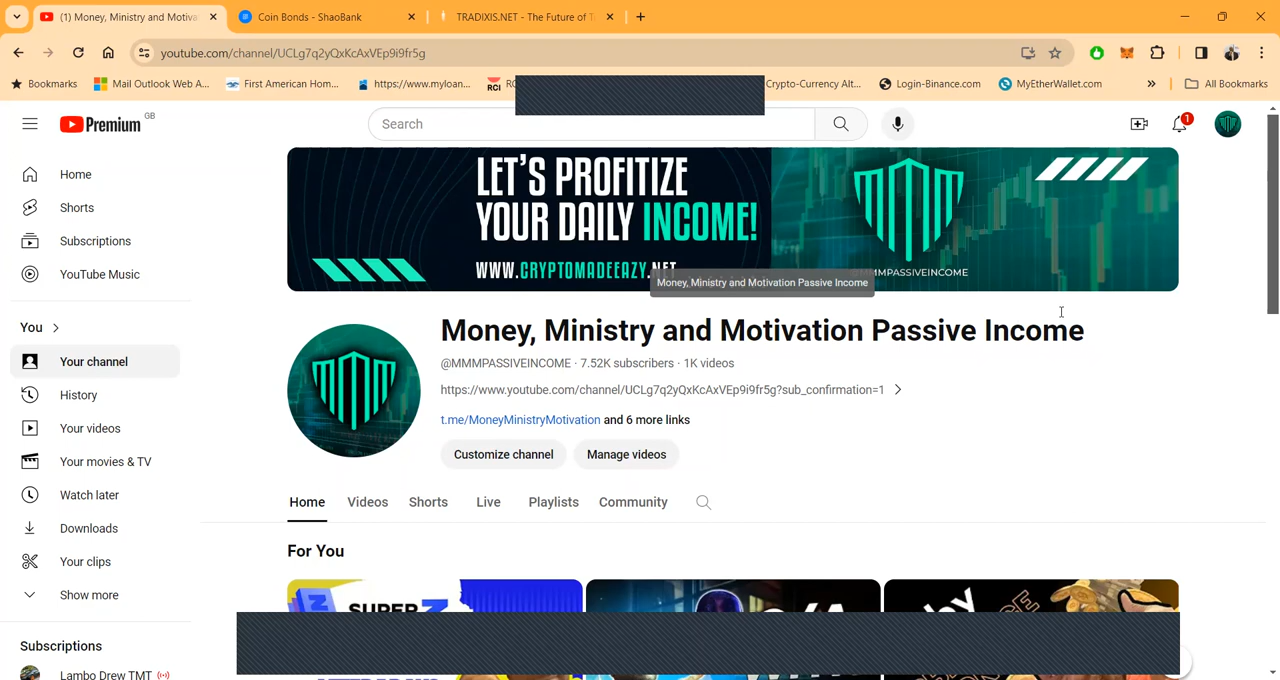 (1) Money, Ministry and Motiva
Coin Bonds - ShaoBank
TRADIXIS.NET - The Future of T
youtube.com/channel/UCLg7q2yQxKcAxVEp9i9fr5g
Bookmarks
Mail Outlook Web A...
First American Hom...
https://www.myloan...
RCI
Crypto-Currency Alt...
Login-Binance.com
MyEtherWallet.com
All Bookmarks
Premium GB
Search
1
Home
Shorts
Subscriptions
YouTube Music
You
Your channel
History
Your videos
Your movies & TV
Watch later
Downloads
Your clips
Show more
Subscriptions
Lambo Drew TMT
LET'S PROFITIZE
YOUR DAILY INCOME!
WWW.CRYPTOMADEEAZY.NET
@MMMPASSIVEINCOME
Money, Ministry and Motivation Passive Income
Money, Ministry and Motivation Passive Income
@MMMPASSIVEINCOME · 7.52K subscribers · 1K videos
https://www.youtube.com/channel/UCLg7q2yQxKcAxVEp9i9fr5g?sub_confirmation=1
t.me/MoneyMinistryMotivation and 6 more links
Customize channel
Manage videos
Home
Videos
Shorts
Live
Playlists
Community
For You
SUPER